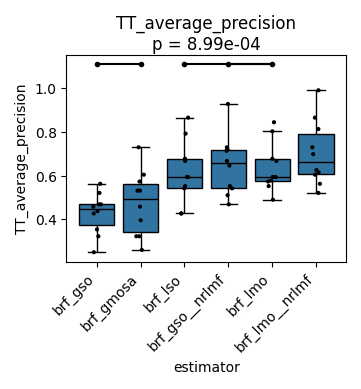 TT_average_precision
p = 8.99e-04
TT_average_precision
1.0
0.8
0.6
0.4
brf_gso
brf_gmosa
brf_lso
brf_gso__nrlmf
brf_lmo
brf_lmo__nrlmf
estimator